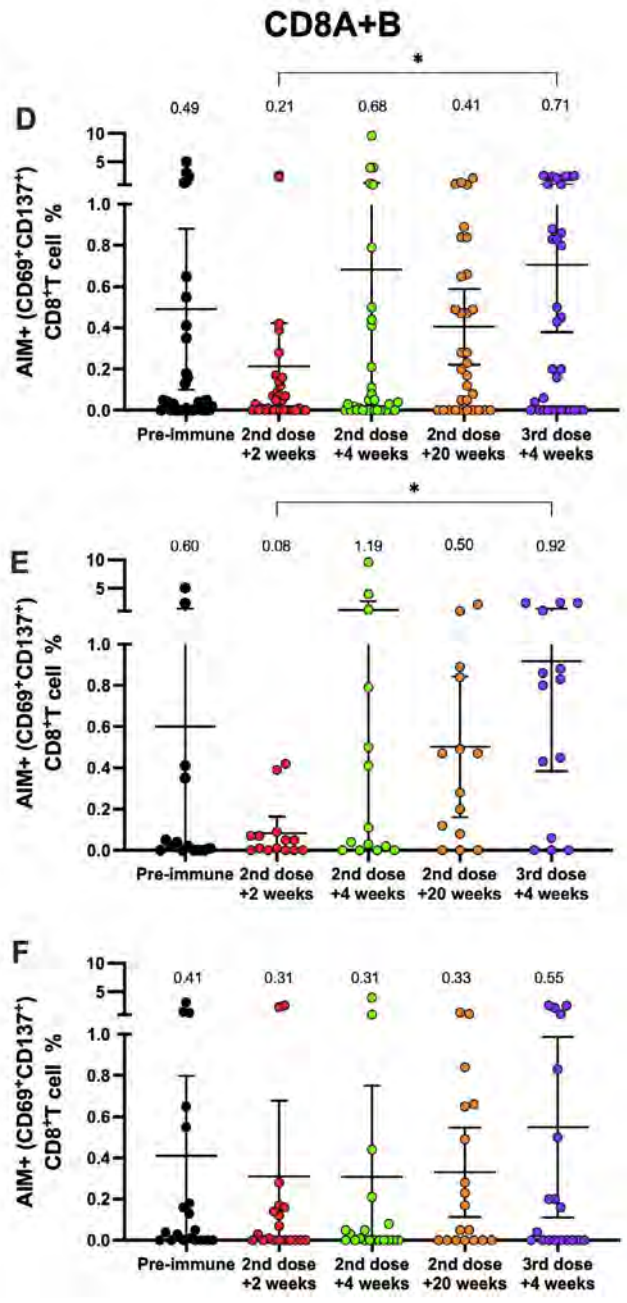 CD8A+B
*
D
0.49 0.21 0.68 0.41 0.71
AIM+ (CD69⁺CD137⁺)
CD8⁺T cell %
10
5
1.0
0.8
0.6
0.4
0.2
0.0
Pre-immune 2nd dose 2nd dose 2nd dose 3rd dose
+2 weeks +4 weeks +20 weeks +4 weeks
*
E
0.60 0.08 1.19 0.50 0.92
AIM+ (CD69⁺CD137⁺)
CD8⁺T cell %
10
5
1.0
0.8
0.6
0.4
0.2
0.0
Pre-immune 2nd dose 2nd dose 2nd dose 3rd dose
+2 weeks +4 weeks +20 weeks +4 weeks
F
0.41 0.31 0.31 0.33 0.55
AIM+ (CD69⁺CD137⁺)
CD8⁺T cell %
10
5
1.0
0.8
0.6
0.4
0.2
0.0
Pre-immune 2nd dose 2nd dose 2nd dose 3rd dose
+2 weeks +4 weeks +20 weeks +4 weeks